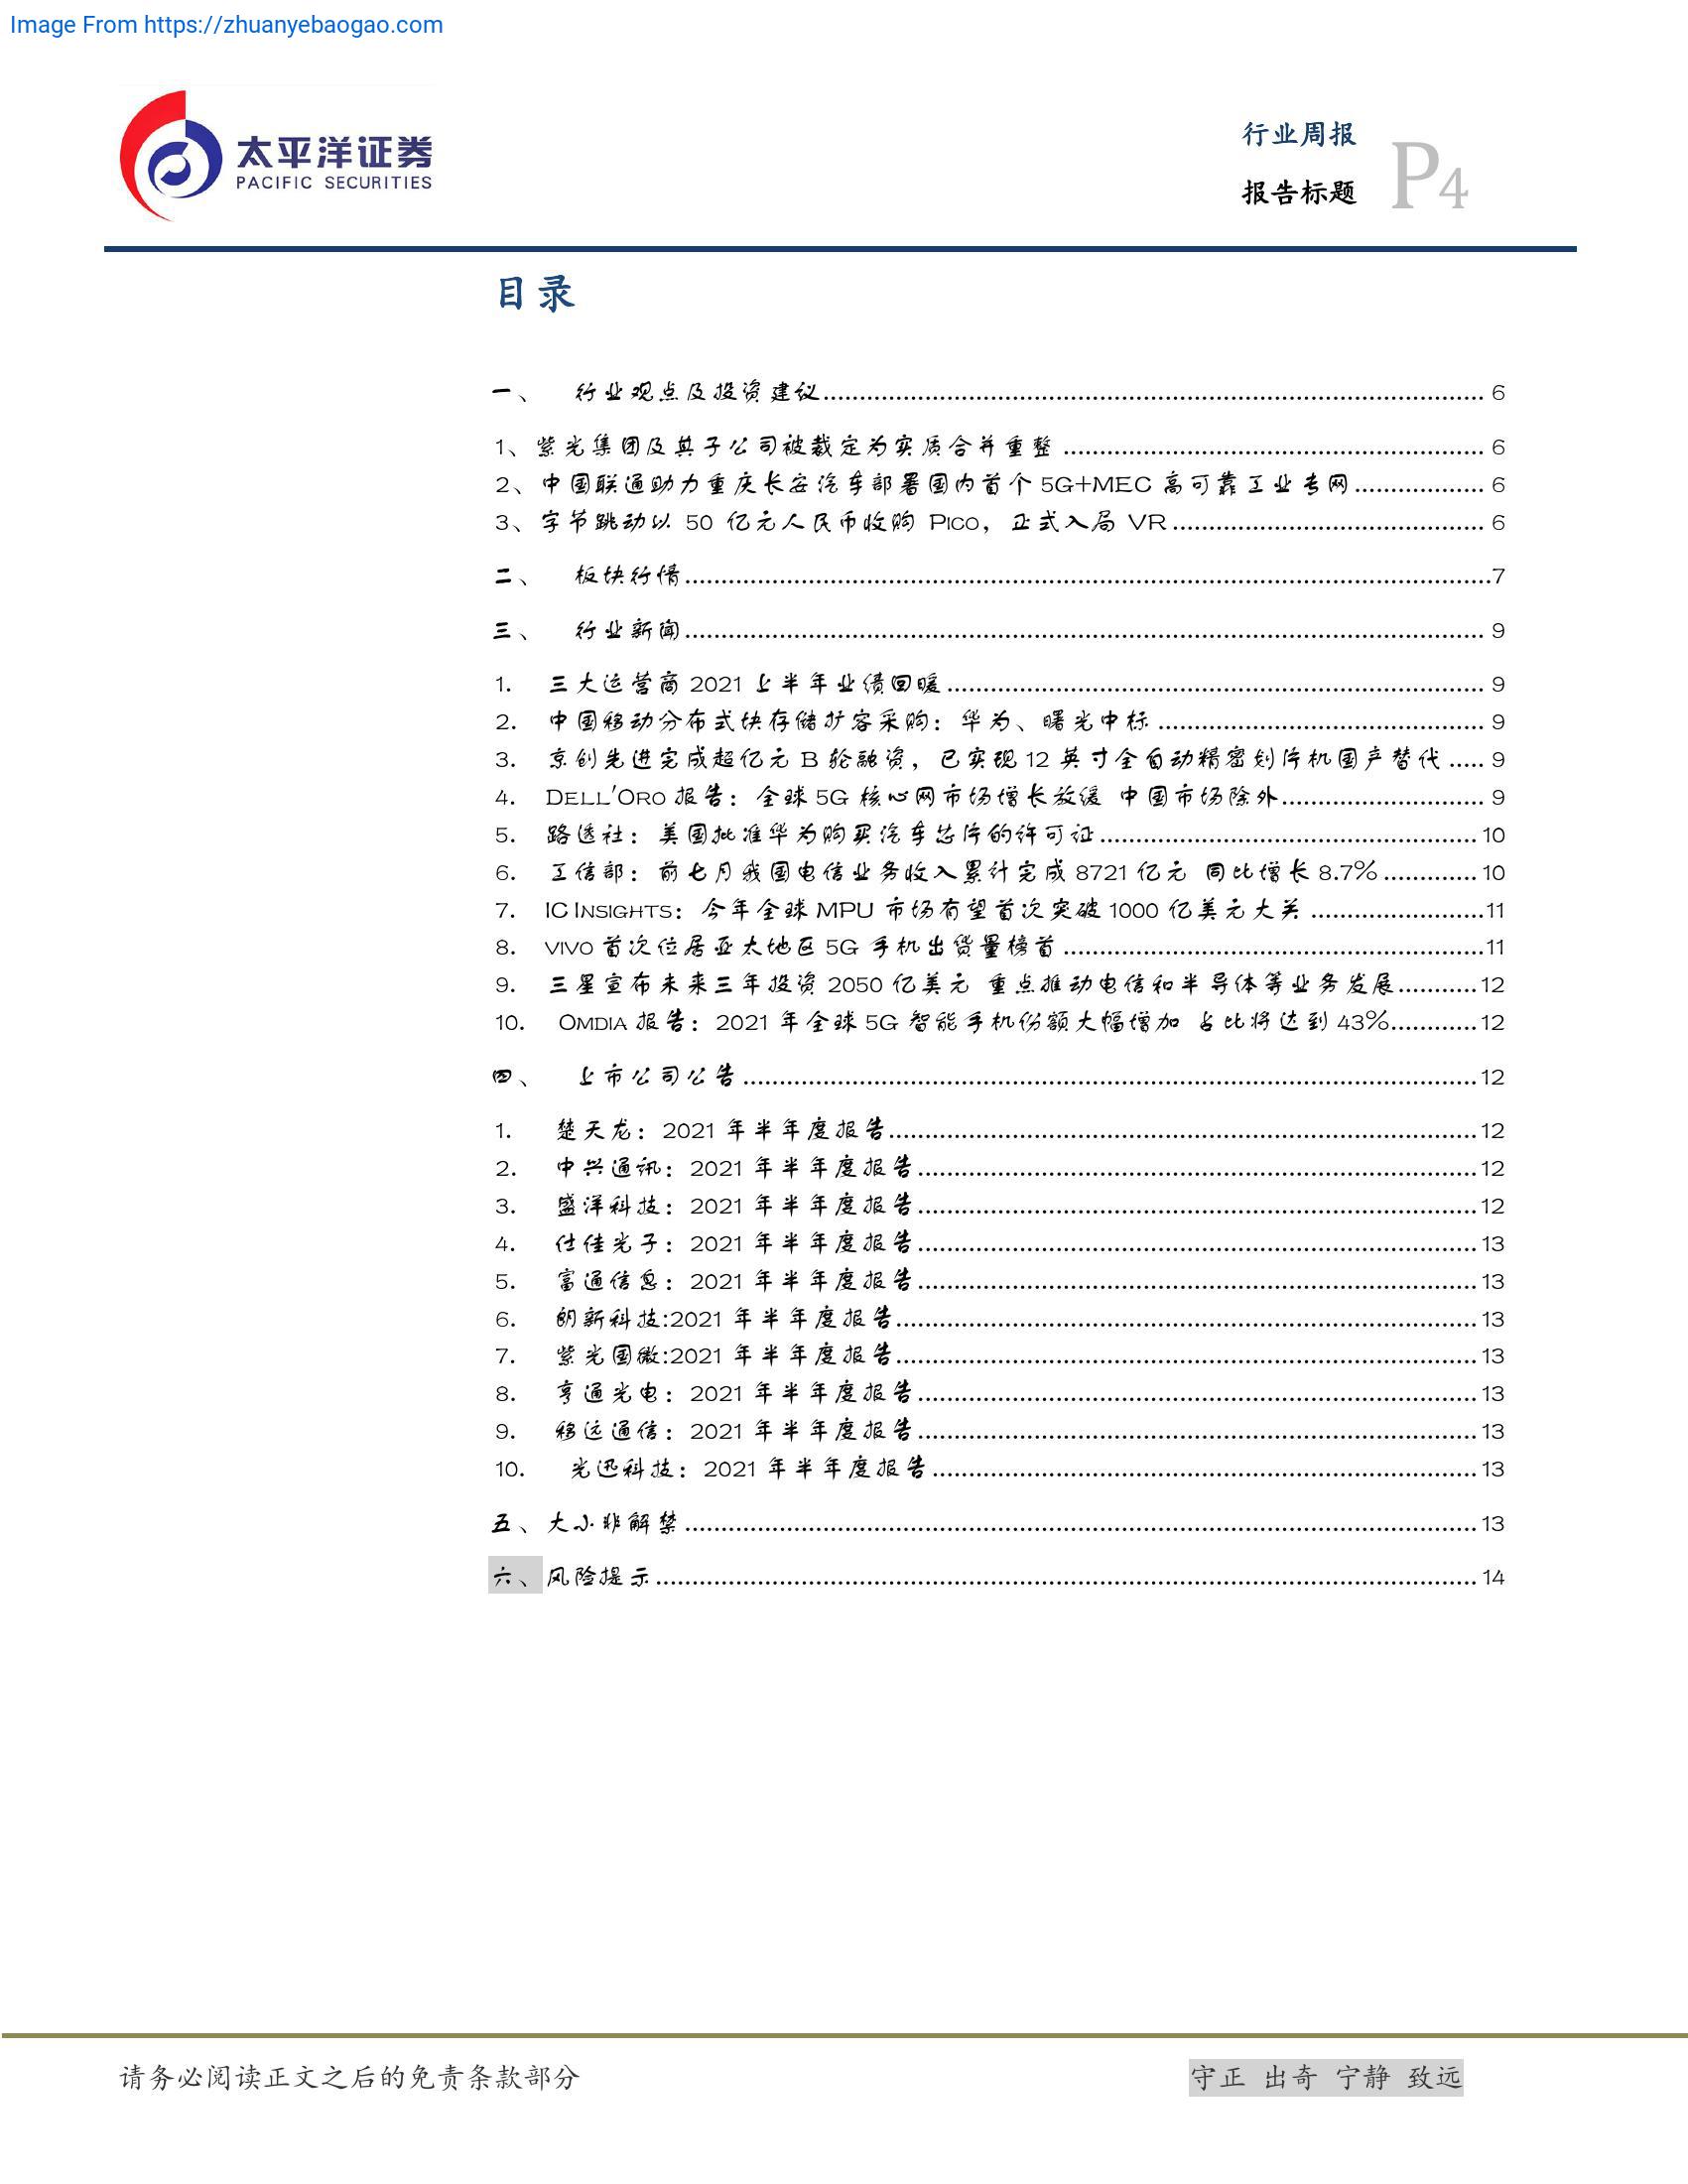 Image From https://zhuanyebaogao.com
太平洋证券
PACIFIC SECURITIES
行业周报
报告标题
P4
目录
一、 行业观点及投资建议 6
1、紫光集团及其子公司被裁定为实质合并重整 6
2、中国联通助力重庆长安汽车部署国内首个 5G+MEC 高可靠工业专网 6
3、字节跳动以 50 亿元人民币收购 Pico，正式入局 VR 6
二、 板块行情 7
三、 行业新闻 9
1. 三大运营商 2021 上半年业绩回暖 9
2. 中国移动分布式块存储扩容采购：华为、曙光中标 9
3. 京创先进完成超亿元 B 轮融资，已实现 12 英寸全自动精密划片机国产替代 9
4. Dell'Oro 报告：全球 5G 核心网市场增长放缓 中国市场除外 9
5. 路透社：美国批准华为购买汽车芯片的许可证 10
6. 工信部：前七月我国电信业务收入累计完成 8721 亿元 同比增长 8.7% 10
7. IC Insights：今年全球 MPU 市场有望首次突破 1000 亿美元大关 11
8. vivo 首次位居亚太地区 5G 手机出货量榜首 11
9. 三星宣布未来三年投资 2050 亿美元 重点推动电信和半导体等业务发展 12
10. Omdia 报告：2021 年全球 5G 智能手机份额大幅增加 占比将达到 43% 12
四、 上市公司公告 12
1. 楚天龙：2021 年半年度报告 12
2. 中兴通讯：2021 年半年度报告 12
3. 盛洋科技：2021 年半年度报告 12
4. 仕佳光子：2021 年半年度报告 13
5. 富通信息：2021 年半年度报告 13
6. 朗新科技:2021 年半年度报告 13
7. 紫光国微:2021 年半年度报告 13
8. 亨通光电：2021 年半年度报告 13
9. 移远通信：2021 年半年度报告 13
10. 光迅科技：2021 年半年度报告 13
五、大小非解禁 13
六、风险提示 14
请务必阅读正文之后的免责条款部分
守正 出奇 宁静 致远